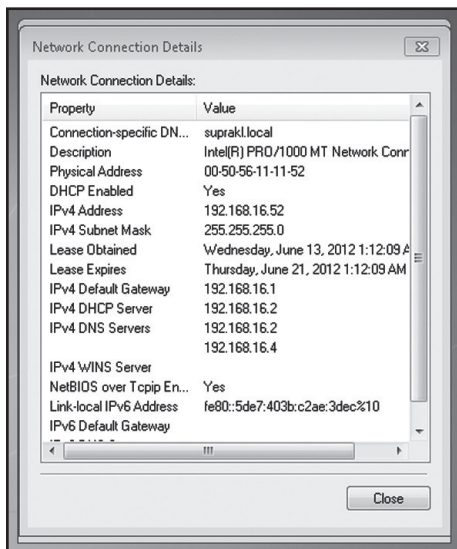 Network Connection Details
Network Connection Details:
Property Value
Connection-specific DN... suprakl.local
Description Intel(R) PRO/1000 MT Network Conr
Physical Address 00-50-56-11-11-52
DHCP Enabled Yes
IPv4 Address 192.168.16.52
IPv4 Subnet Mask 255.255.255.0
Lease Obtained Wednesday, June 13, 2012 1:12:09 A
Lease Expires Thursday, June 21, 2012 1:12:09 AM
IPv4 Default Gateway 192.168.16.1
IPv4 DHCP Server 192.168.16.2
IPv4 DNS Servers 192.168.16.2
192.168.16.4
IPv4 WINS Server
NetBIOS over Tcpip En... Yes
Link-local IPv6 Address fe80::5de7:403b:c2ae:3dec%10
IPv6 Default Gateway
Close